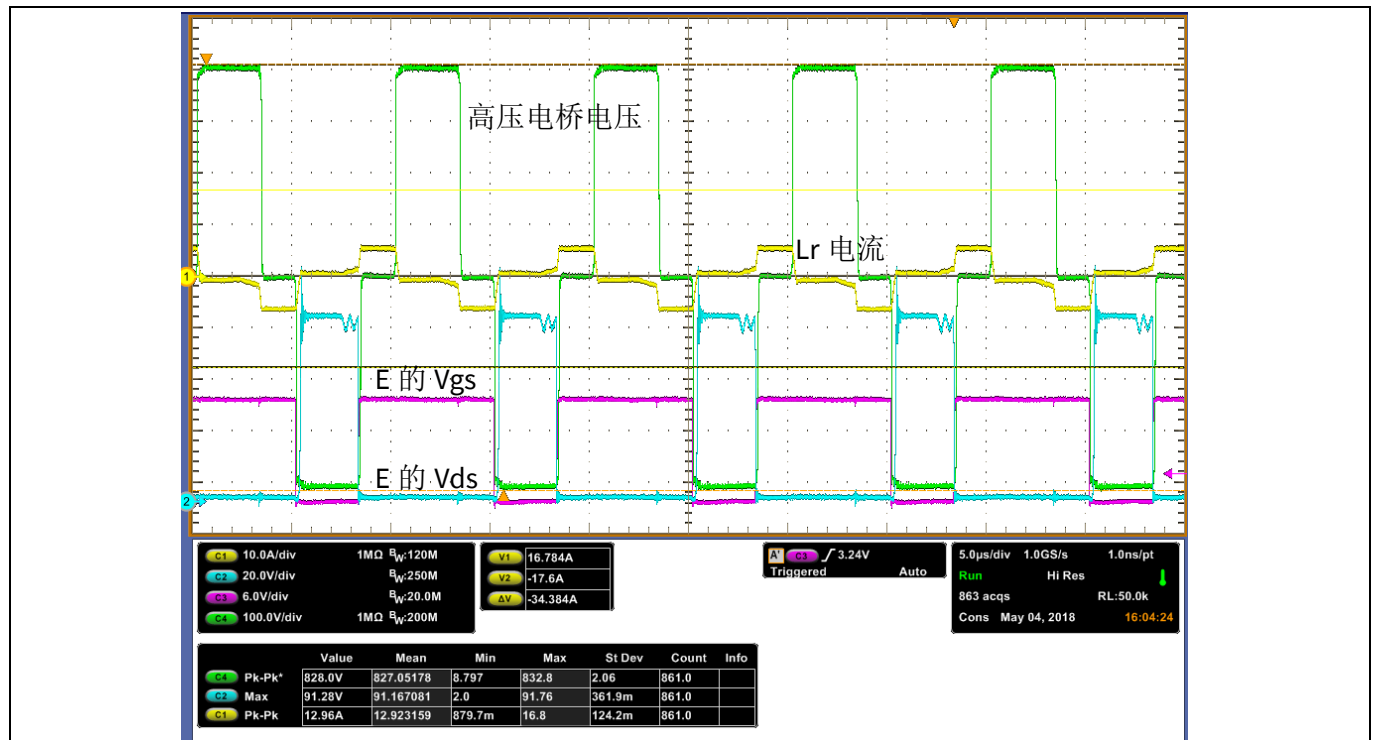 高压电桥电压
1
Lr 电流
E 的 Vgs
E 的 Vds
2
C1 10.0A/div 1MΩ BW:120M
C2 20.0V/div BW:250M
C3 6.0V/div BW:20.0M
C4 100.0V/div 1MΩ BW:200M
V1 16.784A
V2 -17.6A
ΔV -34.384A
A' C3 3.24V
Triggered Auto
5.0μs/div 1.0GS/s 1.0ns/pt
Run Hi Res
863 acqs RL:50.0k
Cons May 04, 2018 16:04:24
Value Mean Min Max St Dev Count Info
C4 Pk-Pk* 828.0V 827.05178 8.797 832.8 2.06 861.0
C2 Max 91.28V 91.167081 2.0 91.76 361.9m 861.0
C1 Pk-Pk 12.96A 12.923159 879.7m 16.8 124.2m 861.0